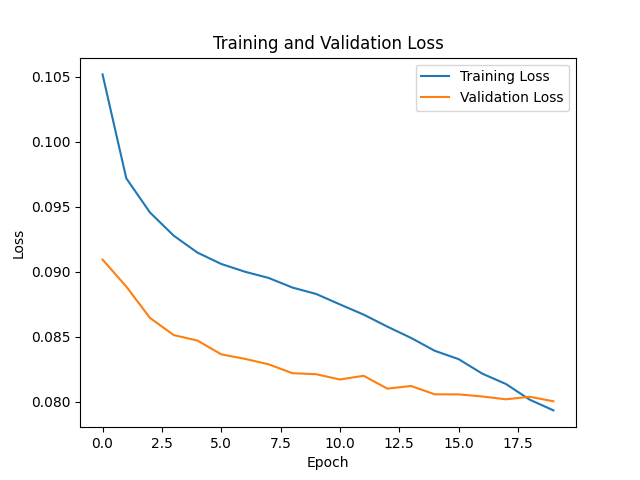 Training and Validation Loss
Training Loss
Validation Loss
0.105
0.100
0.095
0.090
0.085
0.080
Loss
0.0 2.5 5.0 7.5 10.0 12.5 15.0 17.5
Epoch